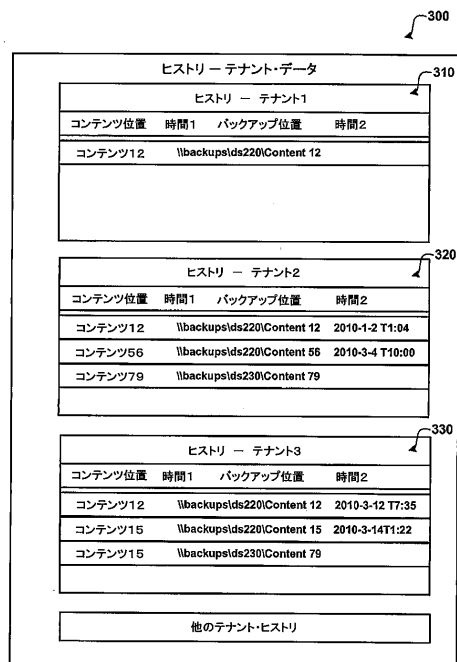 300
ヒストリ － テナント・データ
310
ヒストリ － テナント1
コンテンツ位置 時間1 バックアップ位置 時間2
コンテンツ12 \\backups\ds220\Content 12
320
ヒストリ － テナント2
コンテンツ位置 時間1 バックアップ位置 時間2
コンテンツ12 \\backups\ds220\Content 12 2010-1-2 T1:04
コンテンツ56 \\backups\ds220\Content 56 2010-3-4 T10:00
コンテンツ79 \\backups\ds230\Content 79
330
ヒストリ － テナント3
コンテンツ位置 時間1 バックアップ位置 時間2
コンテンツ12 \\backups\ds220\Content 12 2010-3-12 T7:35
コンテンツ15 \\backups\ds220\Content 15 2010-3-14T1:22
コンテンツ15 \\backups\ds230\Content 79
他のテナント・ヒストリ